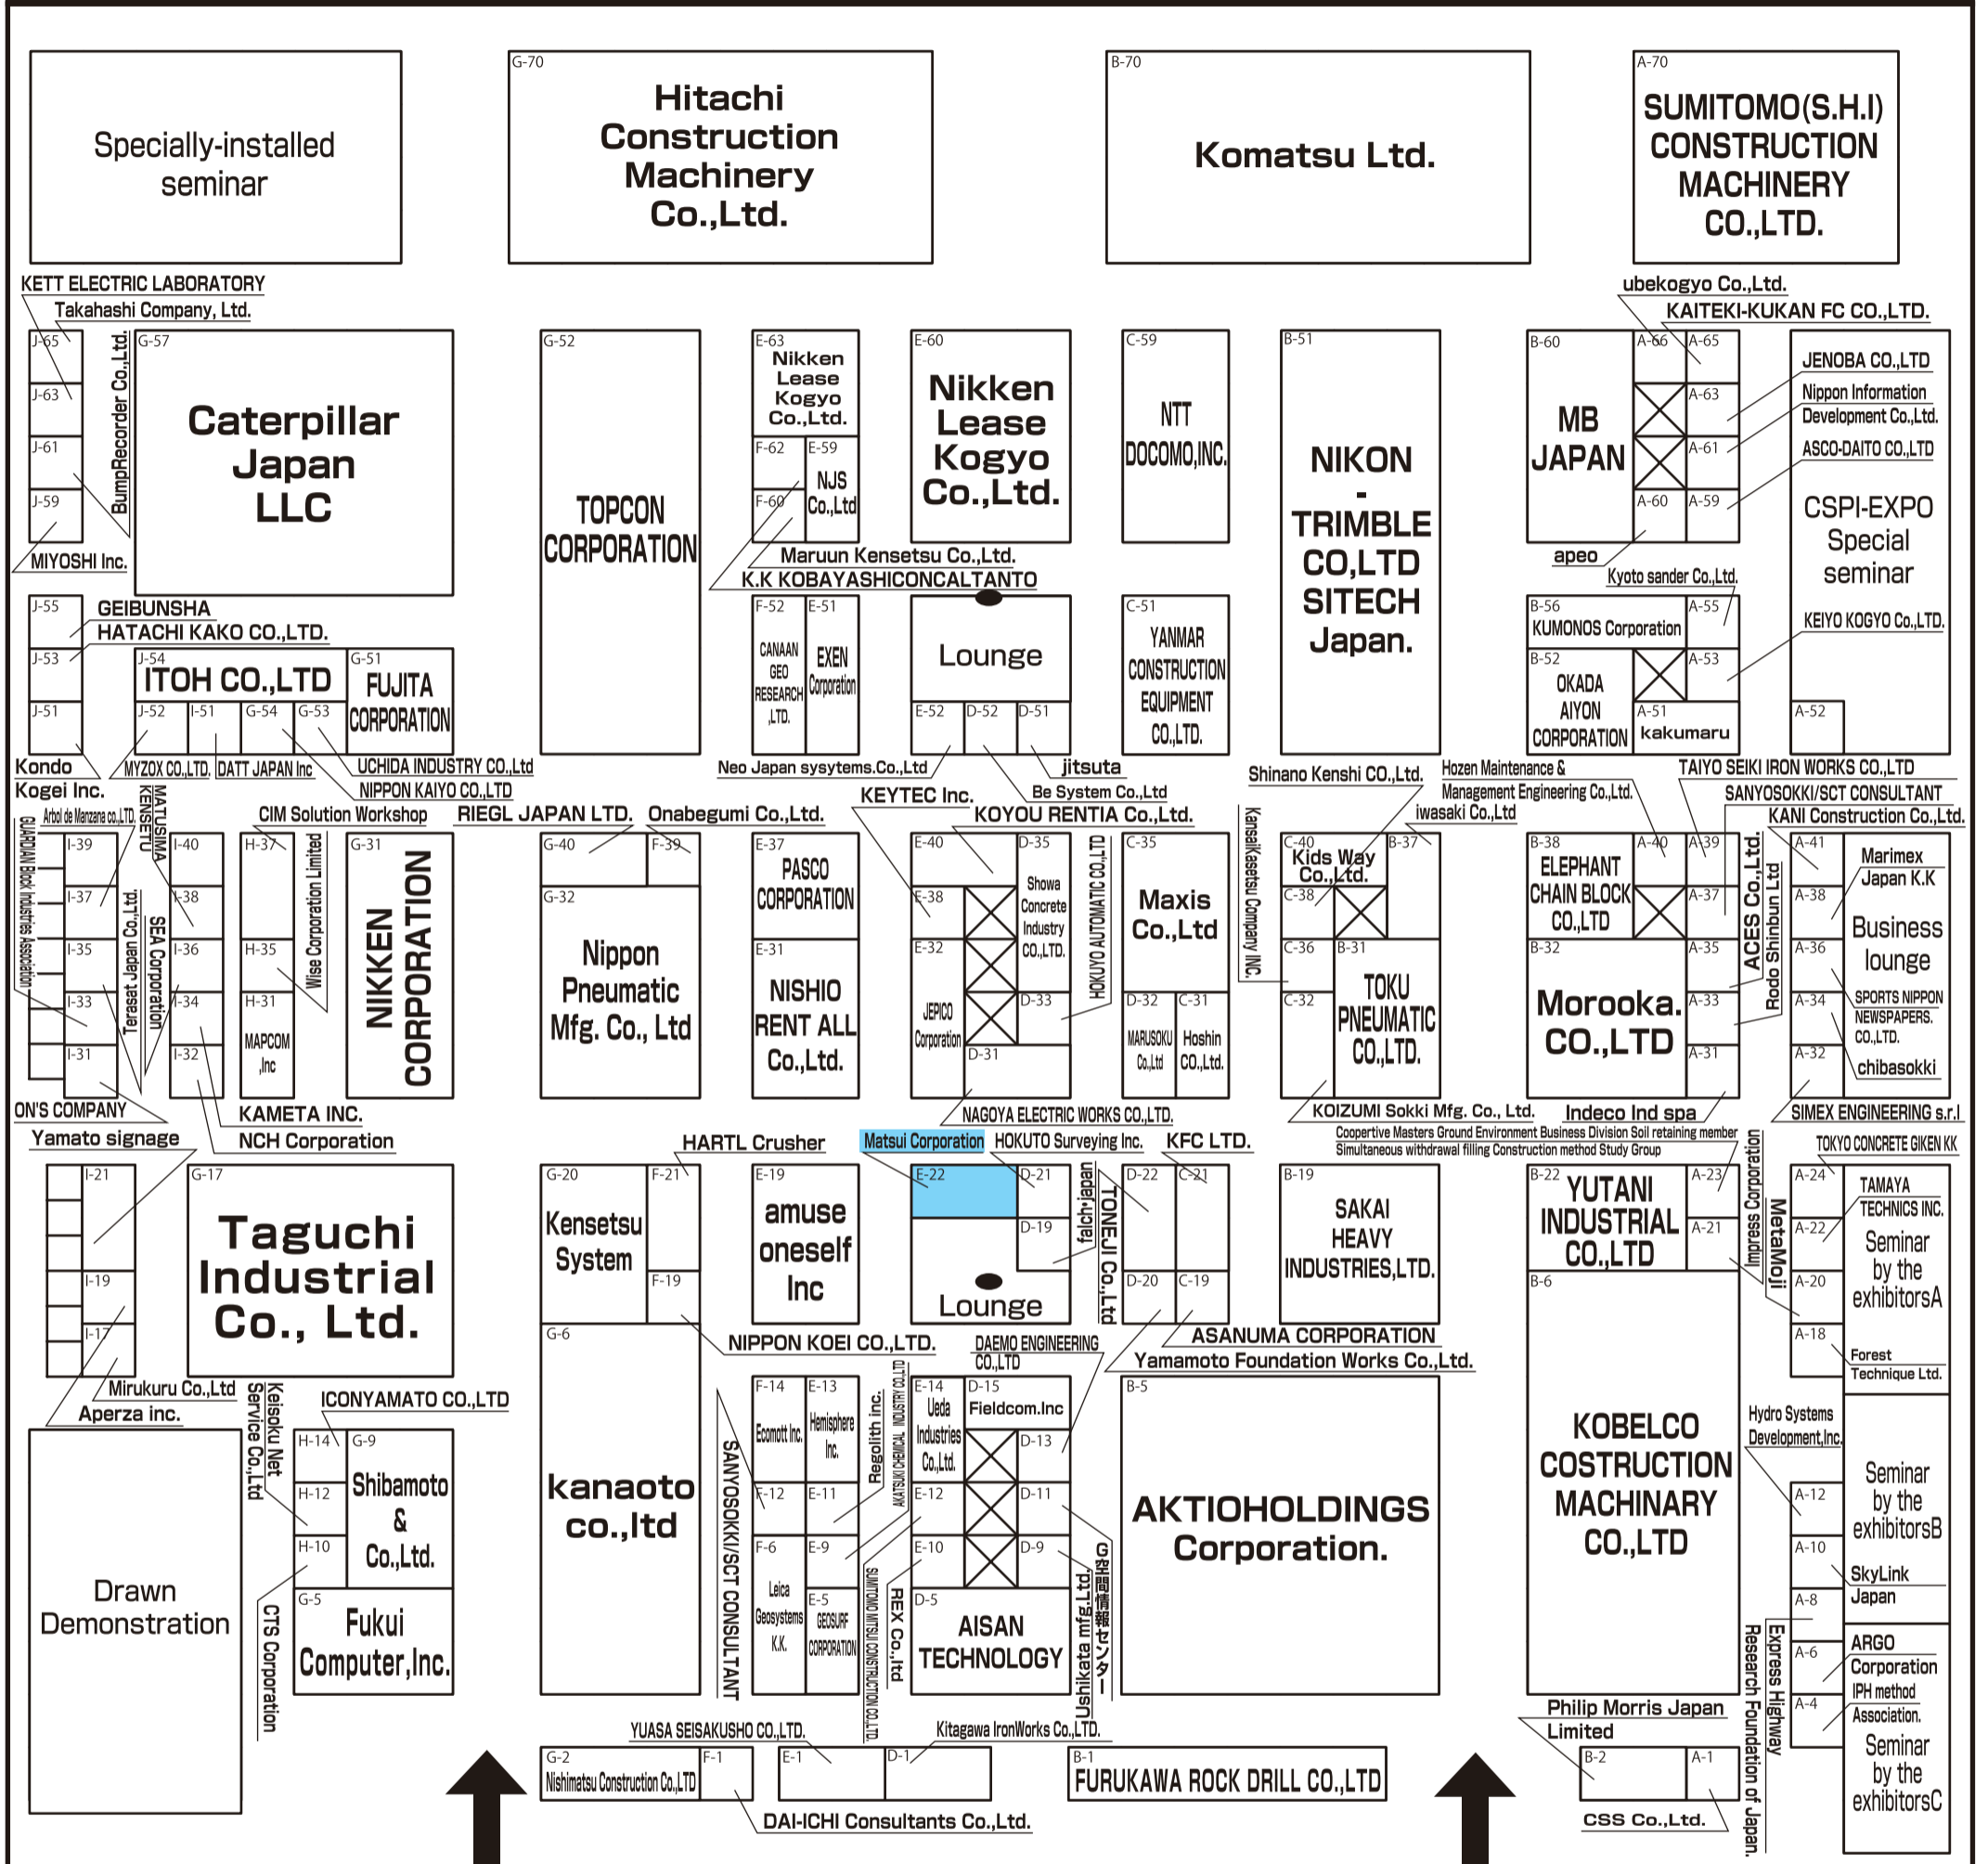 G-70
Hitachi
Construction
Machinery
Co.,Ltd.
B-70
Komatsu Ltd.
A-70
SUMITOMO(S.H.I)
CONSTRUCTION
MACHINERY
CO.,LTD.
Specially-installed
seminar
KETT ELECTRIC LABORATORY
Takahashi Company, Ltd.
BumpRecorder Co.,Ltd.
J-65
J-63
J-61
J-59
MIYOSHI Inc.
G-57
Caterpillar
Japan
LLC
G-52
TOPCON
CORPORATION
E-63
Nikken
Lease
Kogyo
Co.,Ltd.
F-62
E-59
NJS
Co.,Ltd
F-60
Maruun Kensetsu Co.,Ltd.
K.K KOBAYASHICONCALTANTO
E-60
Nikken
Lease
Kogyo
Co.,Ltd.
C-59
NTT
DOCOMO,INC.
B-51
NIKON
-
TRIMBLE
CO,LTD
SITECH
Japan.
ubekogyo Co.,Ltd.
KAITEKI-KUKAN FC CO.,LTD.
B-60
MB
JAPAN
A-66
A-65
A-63
A-61
A-60
A-59
JENOBA CO.,LTD
Nippon Information
Development Co.,Ltd.
ASCO-DAITO CO.,LTD
CSPI-EXPO
Special
seminar
apeo
Kyoto sander Co.,Ltd.
KEIYO KOGYO Co.,LTD.
J-55
GEIBUNSHA
HATACHI KAKO CO.,LTD.
J-53
J-51
J-54
ITOH CO.,LTD
G-51
FUJITA
CORPORATION
J-52
I-51
G-54
G-53
Kondo
Kogei Inc.
MYZOX CO.,LTD.
DATT JAPAN Inc
UCHIDA INDUSTRY CO.,Ltd
NIPPON KAIYO CO.,LTD
F-52
CANAAN
GEO
RESEARCH
,LTD.
E-51
EXEN
Corporation
Lounge
E-52
D-52
D-51
Neo Japan sysytems.Co.,Ltd
jitsuta
Be System Co.,Ltd
C-51
YANMAR
CONSTRUCTION
EQUIPMENT
CO.,LTD.
B-56
KUMONOS Corporation
A-55
B-52
OKADA
AIYON
CORPORATION
A-53
A-51
kakumaru
A-52
Arbol de Manzana co.,LTD.
MATUSIMA
KENSETU
CIM Solution Workshop
RIEGL JAPAN LTD.
Onabegumi Co.,Ltd.
KEYTEC Inc.
KOYOU RENTIA Co.,Ltd.
Shinano Kenshi CO.,Ltd.
Hozen Maintenance &
Management Engineering Co.,Ltd.
iwasaki Co.,Ltd
TAIYO SEIKI IRON WORKS CO.,LTD
SANYOSOKKI/SCT CONSULTANT
KANI Construction Co.,Ltd.
GUARDIAN Block Industries Association
I-39
I-37
I-35
I-33
I-31
Teraset Japan Co.,Ltd.
SEA Corporation
I-40
I-38
I-36
I-34
I-32
H-37
H-35
H-31
MAPCOM
,Inc
Wise Corporation Limited
G-31
NIKKEN
CORPORATION
G-40
F-39
G-32
Nippon
Pneumatic
Mfg. Co., Ltd
E-37
PASCO
CORPORATION
E-31
NISHIO
RENT ALL
Co.,Ltd.
E-40
E-38
E-32
JEPICO
Corporation
D-35
Showa
Concrete
Industry
CO.,LTD.
D-33
D-31
HOKUYO AUTOMATIC CO.,LTD
C-35
Maxis
Co.,Ltd
D-32
MARUSOKU
Co.,Ltd
C-31
Hoshin
CO.,Ltd.
KansaiKasetsu Company INC.
C-40
Kids Way
Co.,Ltd.
B-37
C-38
C-36
C-32
B-31
TOKU
PNEUMATIC
CO.,LTD.
B-38
ELEPHANT
CHAIN BLOCK
CO.,LTD
A-40
A-39
A-37
B-32
Morooka.
CO.,LTD
A-35
A-33
A-31
ACES Co.,Ltd.
Rodo Shinbun Ltd
A-41
A-38
A-36
A-34
A-32
Marimex
Japan K.K
Business
lounge
SPORTS NIPPON
NEWSPAPERS.
CO.,LTD.
chibasokki
SIMEX ENGINEERING s.r.l
ON'S COMPANY
Yamato signage
KAMETA INC.
NCH Corporation
NAGOYA ELECTRIC WORKS CO.,LTD.
KOIZUMI Sokki Mfg. Co., Ltd.
Indeco Ind spa
HARTL Crusher
Matsui Corporation
HOKUTO Surveying Inc.
KFC LTD.
Coopertive Masters Ground Environment Business Division Soil retaining member
Simultaneous withdrawal filling Construction method Study Group
TOKYO CONCRETE GIKEN KK
I-21
I-19
I-17
G-17
Taguchi
Industrial
Co., Ltd.
G-20
Kensetsu
System
F-21
F-19
E-19
amuse
oneself
Inc
E-22
D-21
D-19
Lounge
falch-japan
TONEJI Co.,Ltd
D-22
C-21
D-20
C-19
B-19
SAKAI
HEAVY
INDUSTRIES,LTD.
B-22
YUTANI
INDUSTRIAL
CO.,LTD
A-23
A-21
Impress Corporation
MetaMoji
A-24
A-22
A-20
A-18
TAMAYA
TECHNICS INC.
Seminar
by the
exhibitorsA
Forest
Technique Ltd.
Mirukuru Co.,Ltd
Aperza inc.
NIPPON KOEI CO.,LTD.
DAEMO ENGINEERING
CO.,LTD
ASANUMA CORPORATION
Yamamoto Foundation Works Co.,Ltd.
Drawn
Demonstration
Keisoku Net
Service Co.,Ltd
ICONYAMATO CO.,LTD
H-14
H-12
H-10
CTS Corporation
G-9
Shibamoto
&
Co.,Ltd.
G-5
Fukui
Computer,Inc.
G-6
kanaoto
co.,ltd
SANYOSOKKI/SCT CONSULTANT
F-14
Ecomott Inc.
E-13
Hemisphere
Inc.
F-12
E-11
F-6
Leica
Geosystems
K.K.
E-9
E-5
GEOSURF
CORPORATION
Regolith inc.
AKATSUKI CHEMICAL INDUSTRY CO.,LTD
SUMITOMO MITSUI CONSTRUCTION CO.,LTD.
REX Co.,ltd
E-14
Ueda
Industries
Co.,Ltd.
D-15
Fieldcom.Inc
D-13
E-12
D-11
E-10
D-9
D-5
AISAN
TECHNOLOGY
G空間情報センター
Ushikata mfg.Ltd.
B-5
AKTIOHOLDINGS
Corporation.
B-6
KOBELCO
COSTRUCTION
MACHINARY
CO.,LTD
Hydro Systems
Development,Inc.
A-12
A-10
A-8
A-6
A-4
Seminar
by the
exhibitorsB
SkyLink
Japan
ARGO
Corporation
IPH method
Association.
Seminar
by the
exhibitorsC
Express Highway
Research Foundation of Japan.
YUASA SEISAKUSHO CO.,LTD.
Kitagawa IronWorks Co.,LTD.
Philip Morris Japan
Limited
G-2
Nishimatsu Construction Co.,LTD
F-1
E-1
D-1
B-1
FURUKAWA ROCK DRILL CO.,LTD
B-2
A-1
DAI-ICHI Consultants Co.,Ltd.
CSS Co.,Ltd.